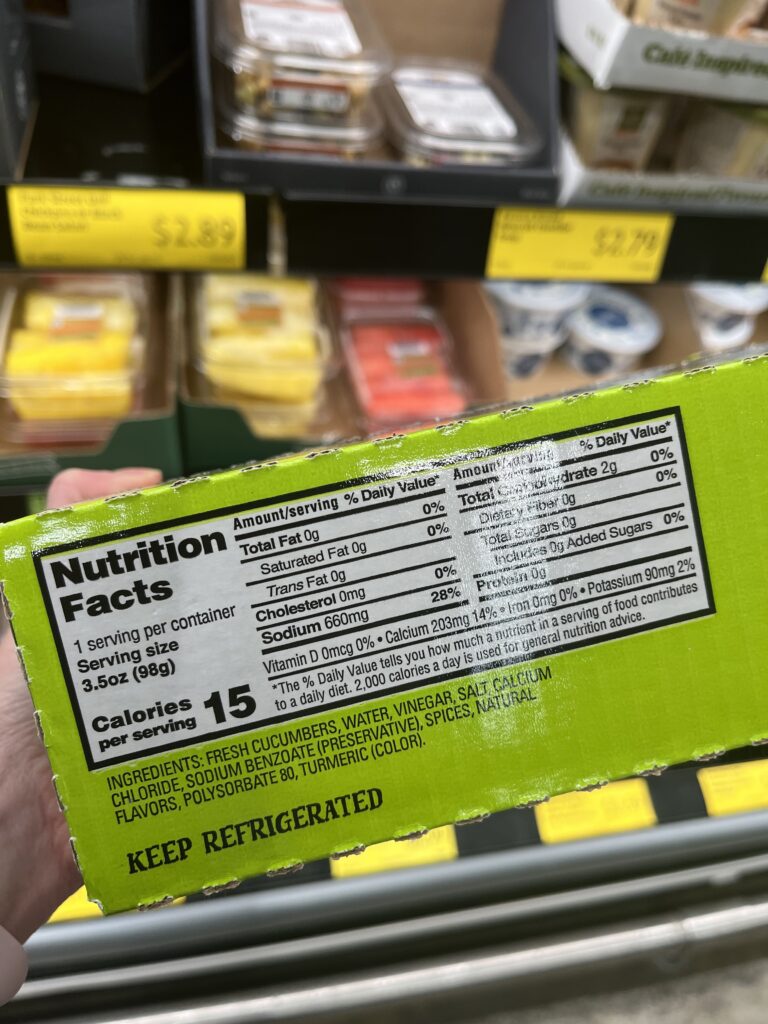 Café Inspired
$2.89
$2.79
Nutrition
Facts
1 serving per container
Serving size
3.5oz (98g)
Calories
per serving 15
Amount/serving % Daily Value*
Total Fat 0g 0%
Saturated Fat 0g 0%
Trans Fat 0g
Cholesterol 0mg 0%
Sodium 660mg 28%
Amount/serving % Daily Value*
Total Carbohydrate 2g 0%
Dietary Fiber 0g 0%
Total Sugars 0g
Includes 0g Added Sugars 0%
Protein 0g
Vitamin D 0mcg 0% • Calcium 203mg 14% • Iron 0mg 0% • Potassium 90mg 2%
*The % Daily Value tells you how much a nutrient in a serving of food contributes
to a daily diet. 2,000 calories a day is used for general nutrition advice.
INGREDIENTS: FRESH CUCUMBERS, WATER, VINEGAR, SALT, CALCIUM
CHLORIDE, SODIUM BENZOATE (PRESERVATIVE), SPICES, NATURAL
FLAVORS, POLYSORBATE 80, TURMERIC (COLOR).
KEEP REFRIGERATED